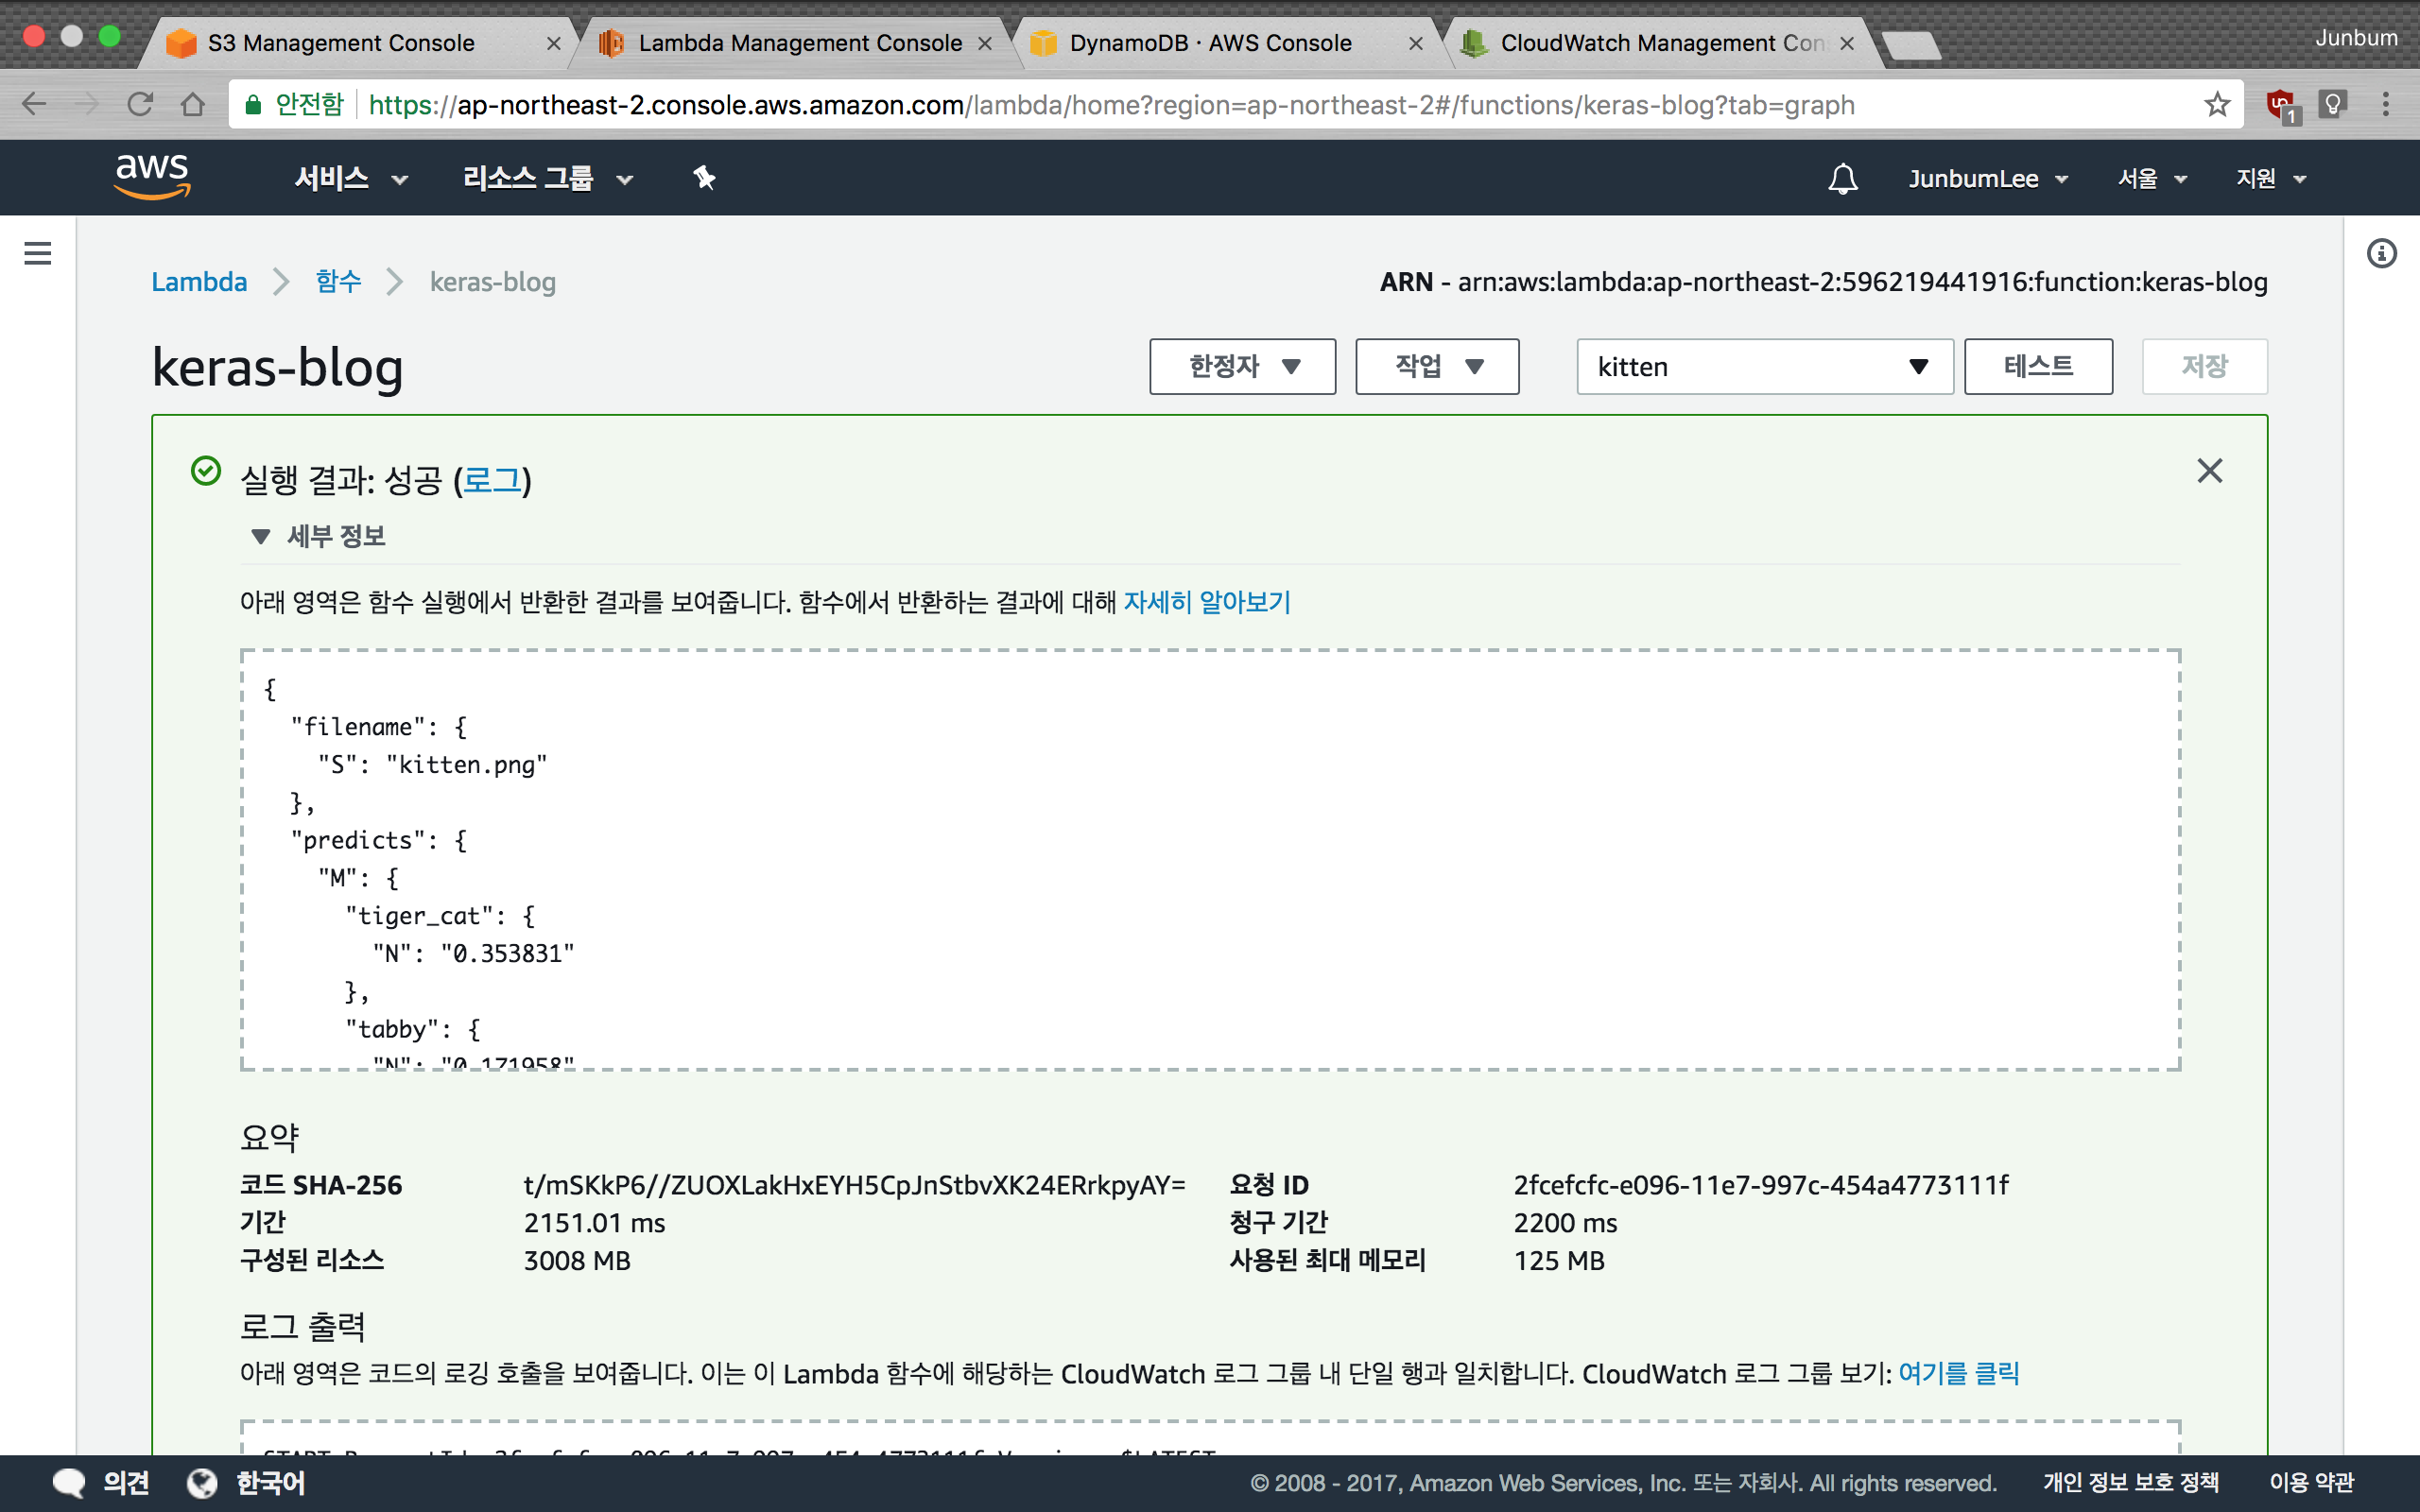 S3 Management Console
Lambda Management Console
DynamoDB · AWS Console
CloudWatch Management Con
Junbum
안전함 https://ap-northeast-2.console.aws.amazon.com/lambda/home?region=ap-northeast-2#/functions/keras-blog?tab=graph
1
aws 서비스 리소스 그룹 JunbumLee 서울 지원
Lambda 함수 keras-blog ARN - arn:aws:lambda:ap-northeast-2:596219441916:function:keras-blog
keras-blog 한정자 작업 kitten 테스트 저장
실행 결과: 성공 (로그)
세부 정보
아래 영역은 함수 실행에서 반환한 결과를 보여줍니다. 함수에서 반환하는 결과에 대해 자세히 알아보기
{
"filename": {
"S": "kitten.png"
},
"predicts": {
"M": {
"tiger_cat": {
"N": "0.353831"
},
"tabby": {
"N": "0.171958"
요약
코드 SHA-256 t/mSKkP6//ZUOXLakHxEYH5CpJnStbvXK24ERrkpyAY= 요청 ID 2fcefcfc-e096-11e7-997c-454a4773111f
기간 2151.01 ms 청구 기간 2200 ms
구성된 리소스 3008 MB 사용된 최대 메모리 125 MB
로그 출력
아래 영역은 코드의 로깅 호출을 보여줍니다. 이는 이 Lambda 함수에 해당하는 CloudWatch 로그 그룹 내 단일 행과 일치합니다. CloudWatch 로그 그룹 보기: 여기를 클릭
START RequestId: 2fcefcfc-e096-11e7-997c-454a4773111f Version: $LATEST
의견 한국어 © 2008 - 2017, Amazon Web Services, Inc. 또는 자회사. All rights reserved. 개인 정보 보호 정책 이용 약관